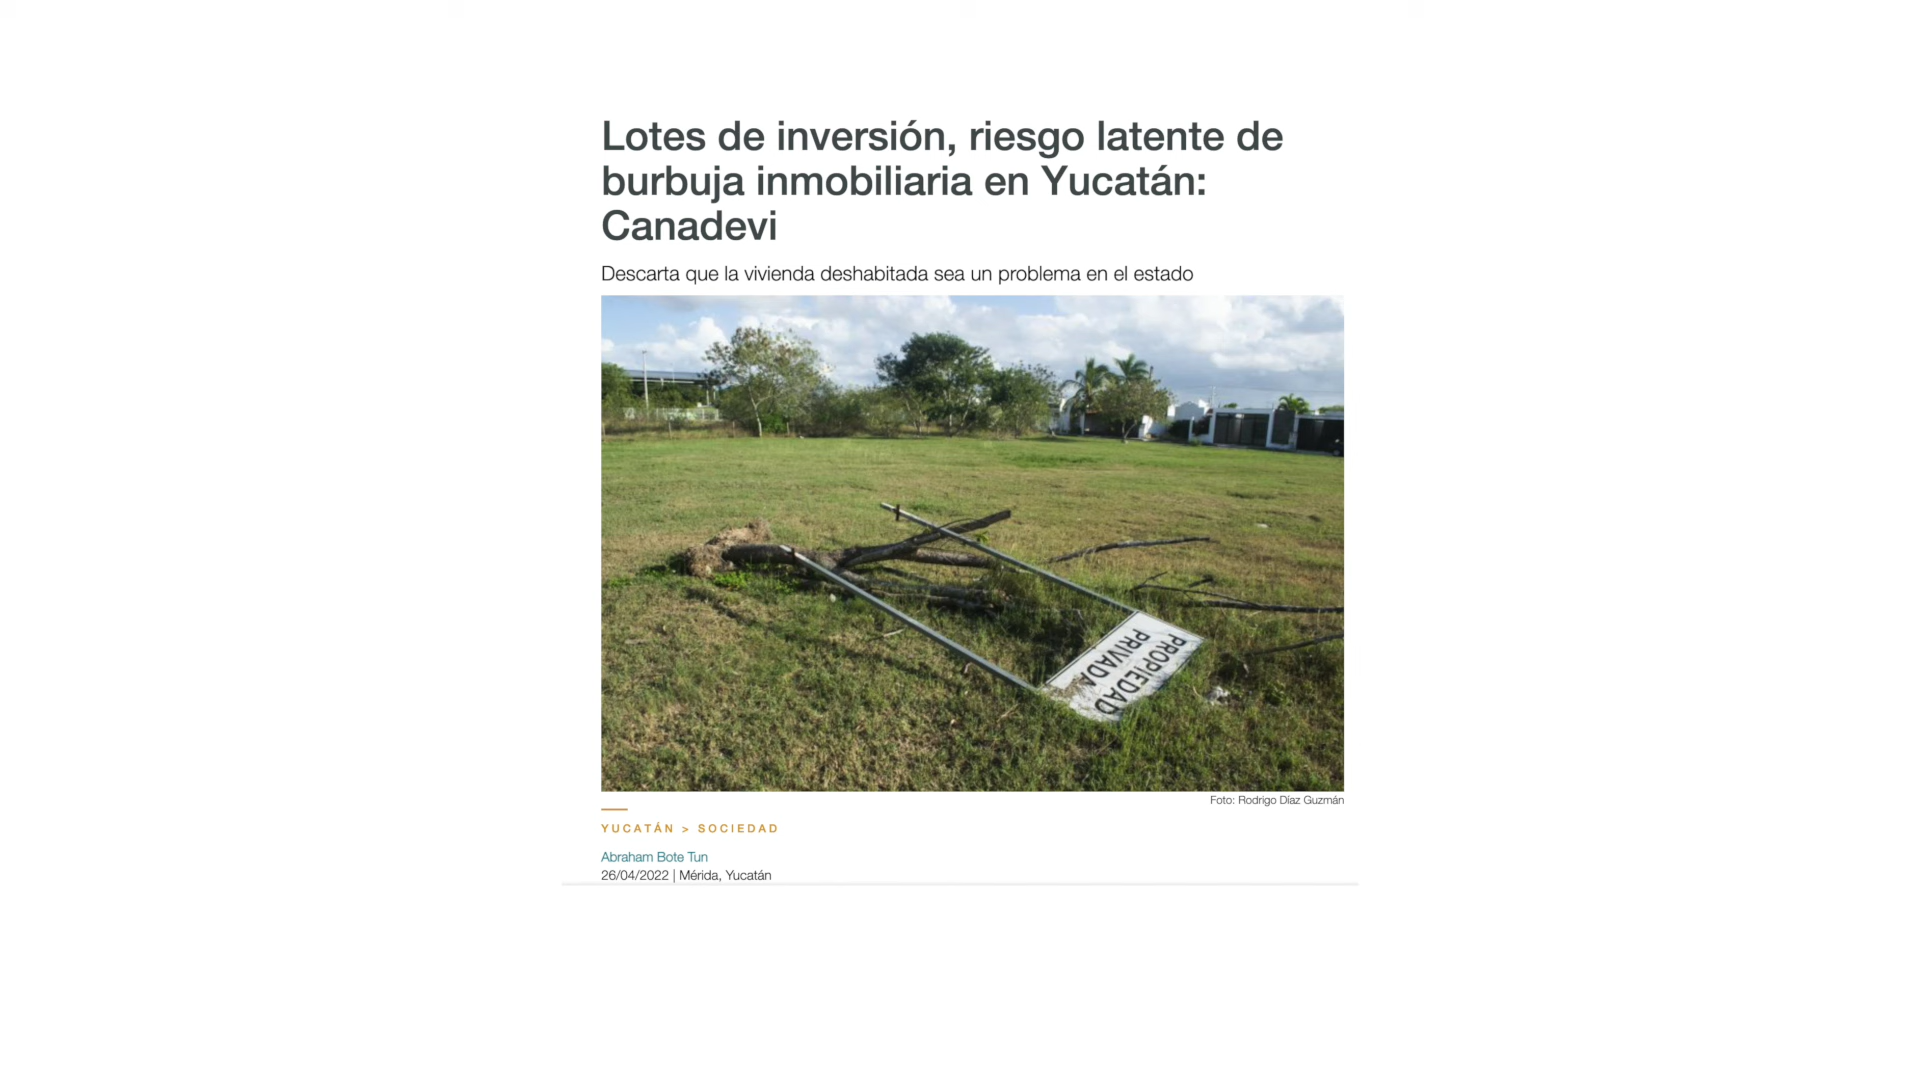 Lotes de inversión, riesgo latente de
burbuja inmobiliaria en Yucatán:
Canadevi
Descarta que la vivienda deshabitada sea un problema en el estado
PROPIEDAD
PRIVADA
Foto: Rodrigo Díaz Guzmán
YUCATÁN > SOCIEDAD
Abraham Bote Tun
26/04/2022 | Mérida, Yucatán